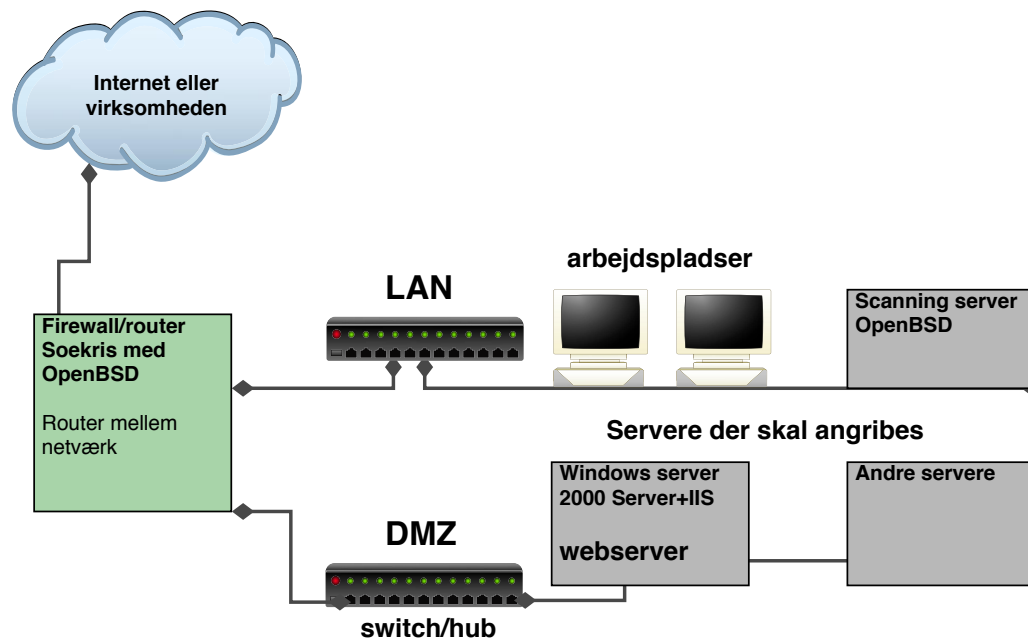 Internet eller
virksomheden
arbejdspladser
LAN
Scanning server
OpenBSD
Firewall/router
Soekris med
OpenBSD
Router mellem
netværk
Servere der skal angribes
Windows server
2000 Server+IIS
webserver
Andre servere
DMZ
switch/hub